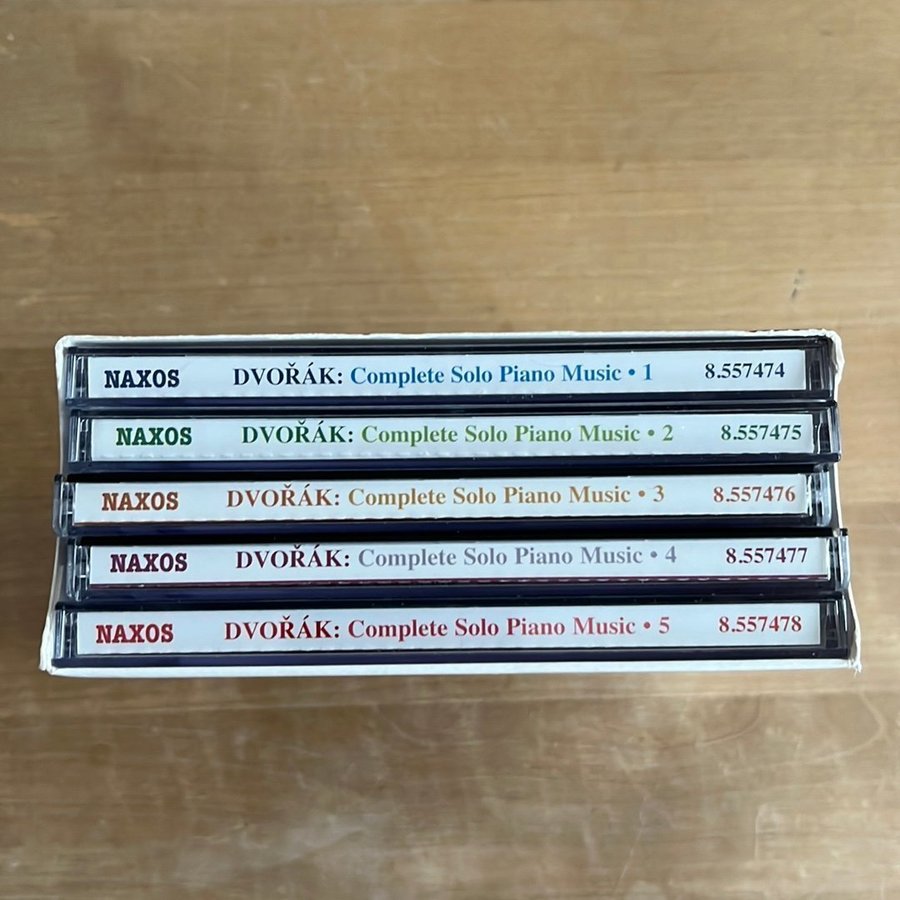 NAXOS DVOŘÁK: Complete Solo Piano Music • 1 8.557474
NAXOS DVOŘÁK: Complete Solo Piano Music • 2 8.557475
NAXOS DVOŘÁK: Complete Solo Piano Music • 3 8.557476
NAXOS DVOŘÁK: Complete Solo Piano Music • 4 8.557477
NAXOS DVOŘÁK: Complete Solo Piano Music • 5 8.557478